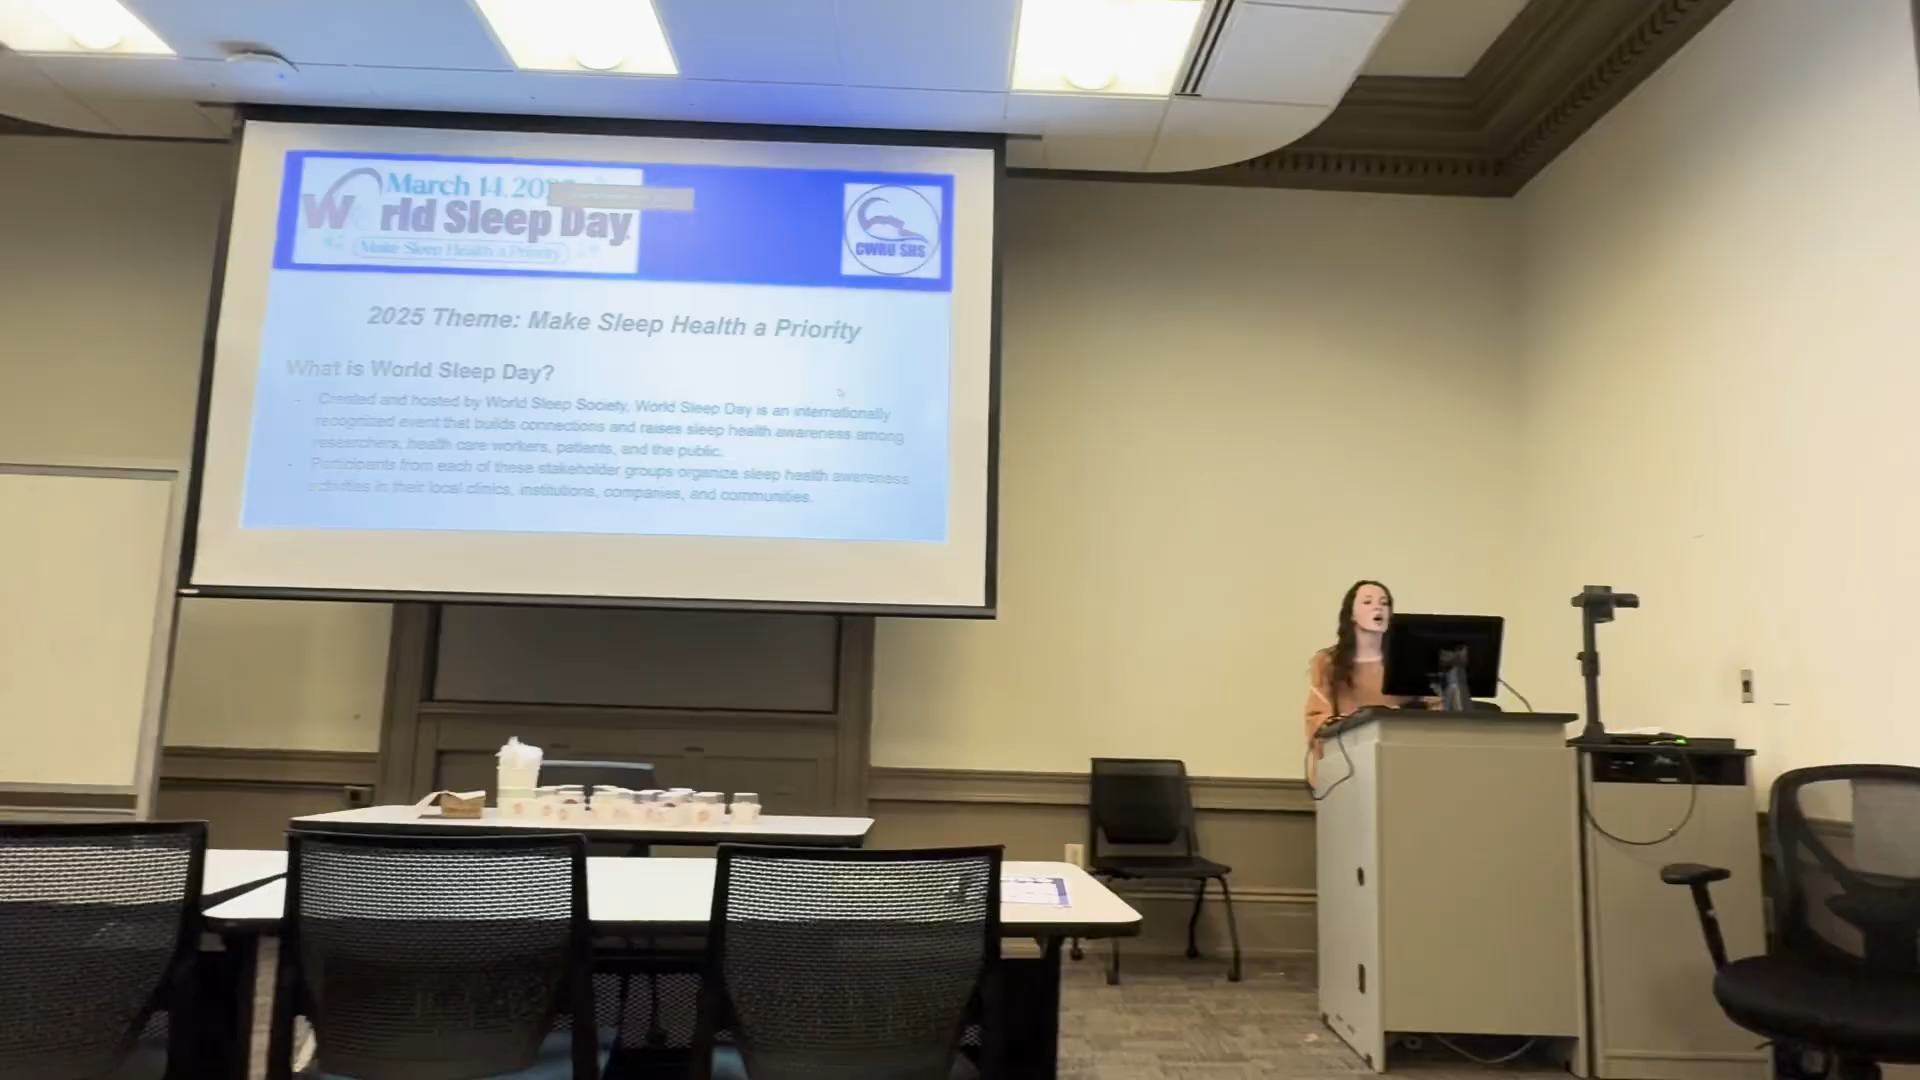 March 14, 202
World Sleep Day
Make Sleep Health a Priority
CWRU SHS
2025 Theme: Make Sleep Health a Priority
What is World Sleep Day?
- Created and hosted by World Sleep Society, World Sleep Day is an internationally
recognized event that builds connections and raises sleep health awareness among
researchers, health care workers, patients, and the public.
- Participants from each of these stakeholder groups organize sleep health awareness
activities in their local clinics, institutions, companies, and communities.